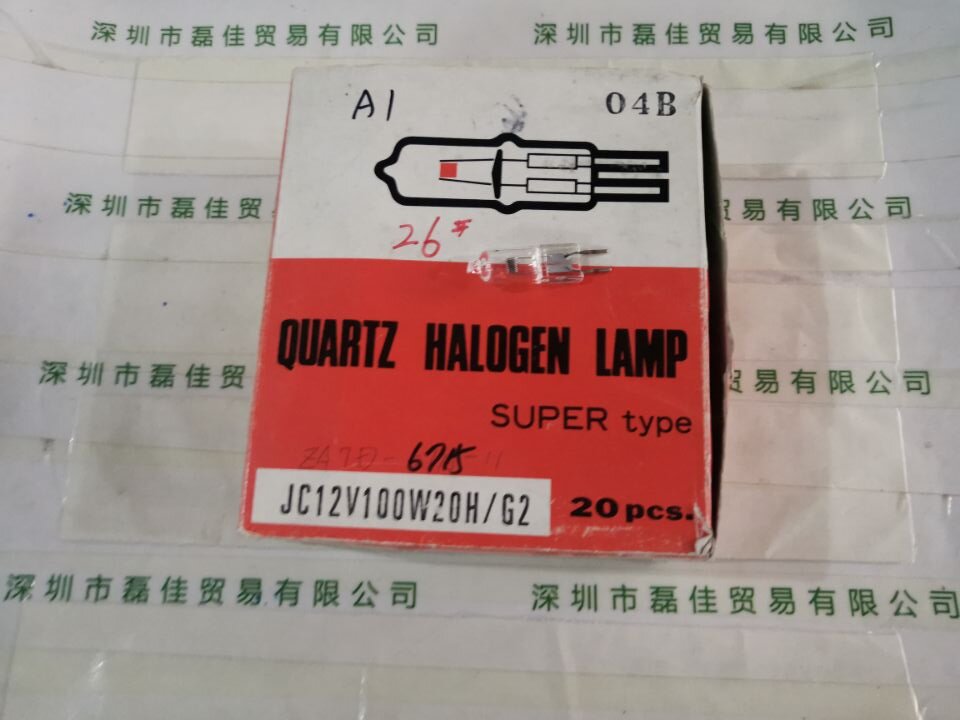 深圳市磊佳贸易有限公司 深圳市磊佳贸易有限公司
A1 04B
深圳市磊佳贸 贸易有限公司
26#
QUARTZ HALOGEN LAMP
深圳市磊佳贸 贸易有限公司
SUPER type
6715
JC12V100W20H/G2 20 pcs.
深圳市磊佳贸易有限公司 深圳市磊佳贸易有限公司